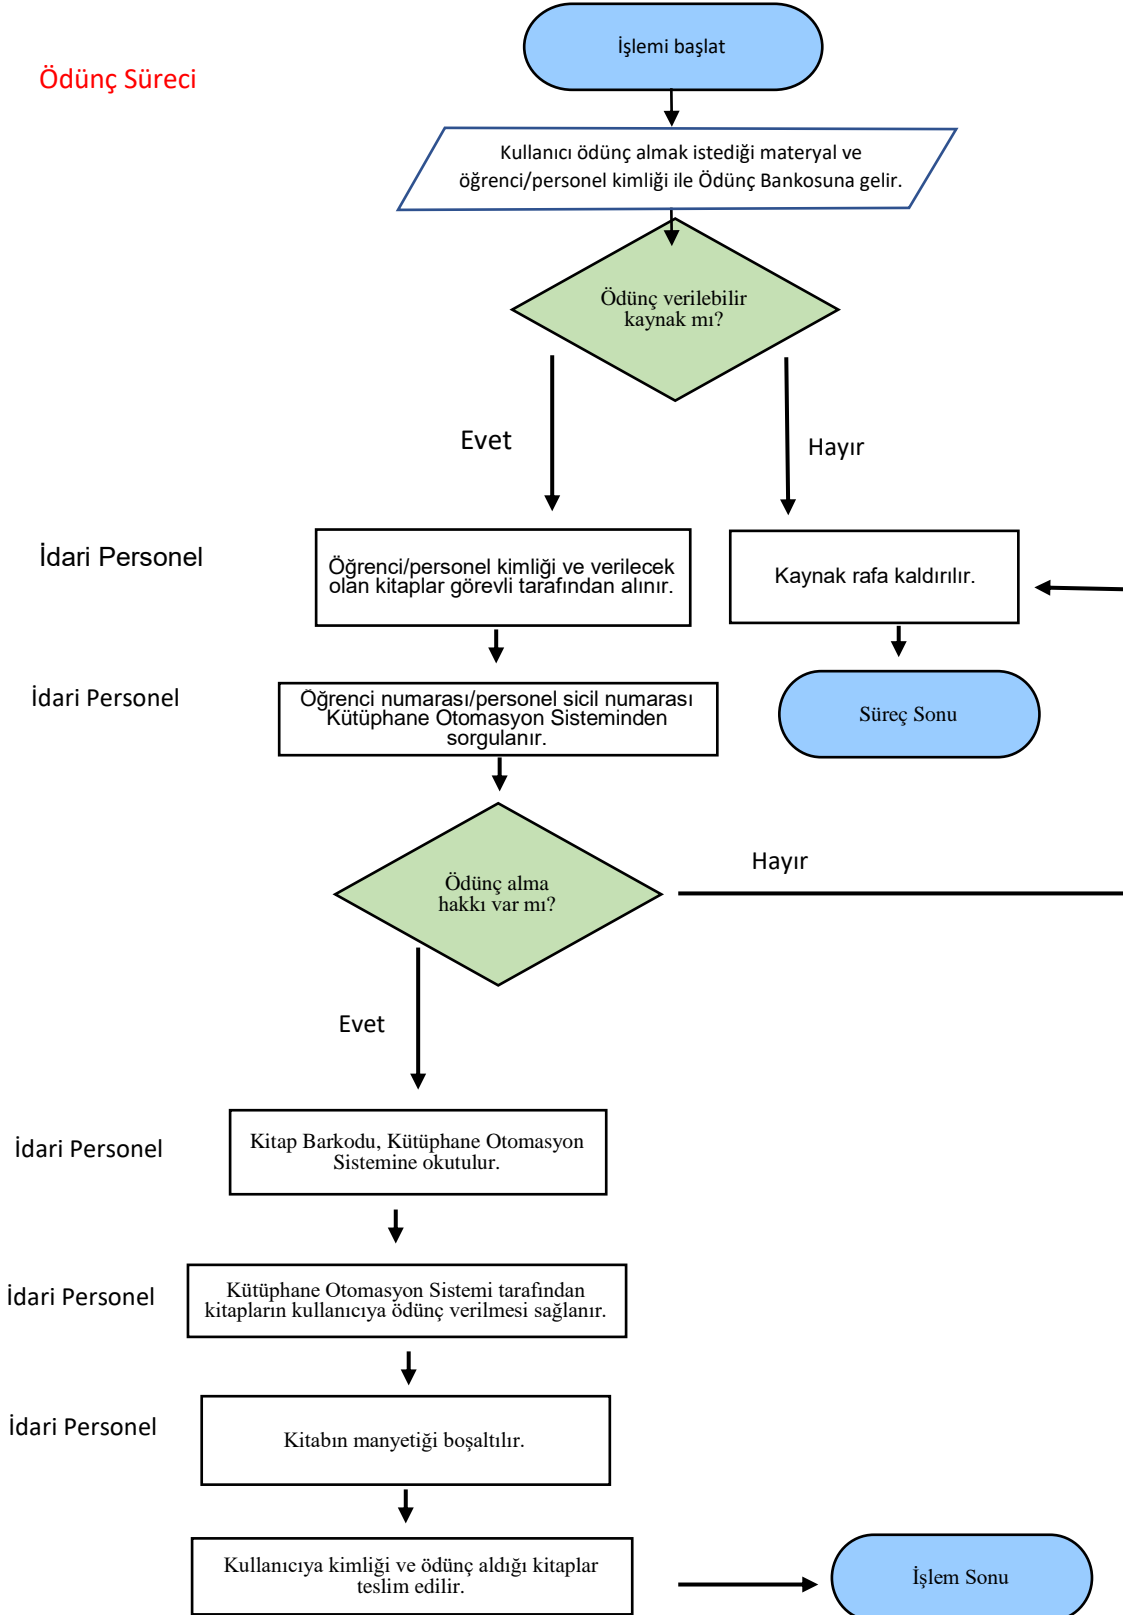 İşlemi başlat
Ödünç Süreci
Kullanıcı ödünç almak istediği materyal ve
öğrenci/personel kimliği ile Ödünç Bankosuna gelir.
Ödünç verilebilir
kaynak mı?
Evet
Hayır
İdari Personel
Öğrenci/personel kimliği ve verilecek
olan kitaplar görevli tarafından alınır.
Kaynak rafa kaldırılır.
İdari Personel
Öğrenci numarası/personel sicil numarası
Kütüphane Otomasyon Sisteminden
sorgulanır.
Süreç Sonu
Ödünç alma
hakkı var mı?
Hayır
Evet
İdari Personel
Kitap Barkodu, Kütüphane Otomasyon
Sistemine okutulur.
İdari Personel
Kütüphane Otomasyon Sistemi tarafından
kitapların kullanıcıya ödünç verilmesi sağlanır.
İdari Personel
Kitabın manyetiği boşaltılır.
Kullanıcıya kimliği ve ödünç aldığı kitaplar
teslim edilir.
İşlem Sonu